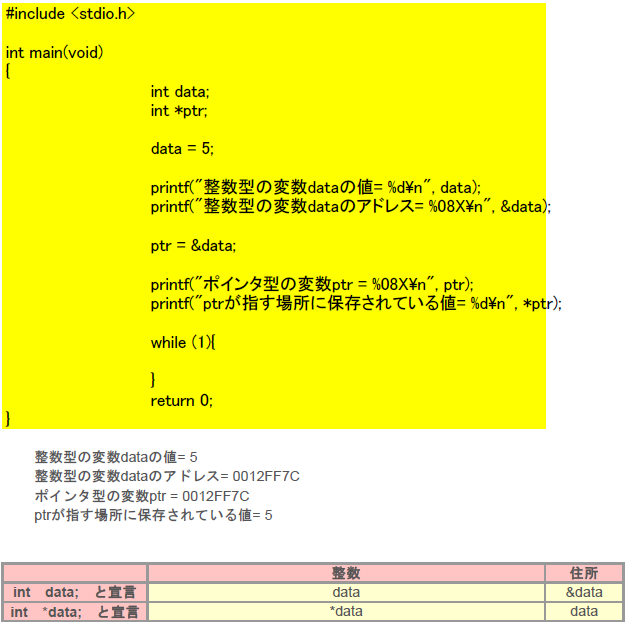 #include <stdio.h>
int main(void)
{
int data;
int *ptr;
data = 5;
printf("整数型の変数dataの値= %d¥n", data);
printf("整数型の変数dataのアドレス= %08X¥n", &data);
ptr = &data;
printf("ポインタ型の変数ptr = %08X¥n", ptr);
printf("ptrが指す場所に保存されている値= %d¥n", *ptr);
while (1){
}
return 0;
}
整数型の変数dataの値= 5
整数型の変数dataのアドレス= 0012FF7C
ポインタ型の変数ptr = 0012FF7C
ptrが指す場所に保存されている値= 5
整数 住所
int data; と宣言 data &data
int *data; と宣言 *data data